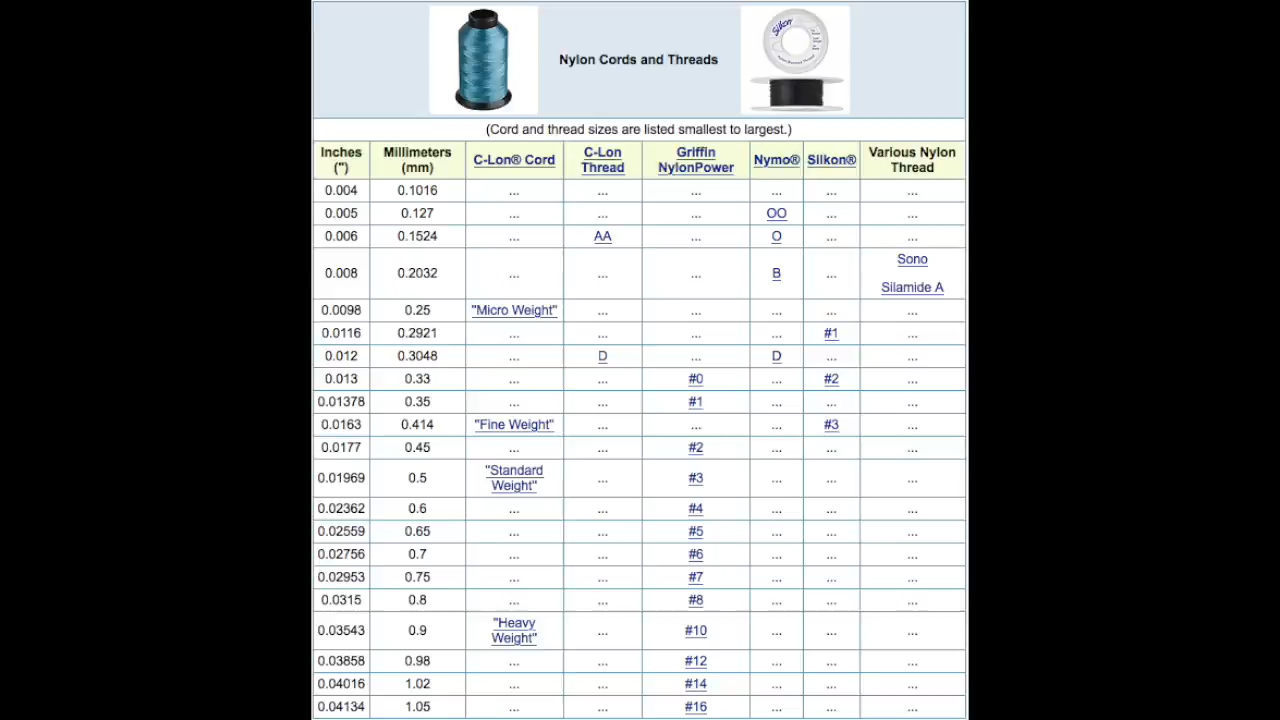 Silkon
Nylon Cords and Threads
(Cord and thread sizes are listed smallest to largest.)
Inches (") Millimeters (mm) C-Lon® Cord C-Lon Thread Griffin NylonPower Nymo® Silkon® Various Nylon Thread
0.004 0.1016 ... ... ... ... ... ...
0.005 0.127 ... ... ... OO ... ...
0.006 0.1524 ... AA ... O ... ...
0.008 0.2032 ... ... ... B ... Sono Silamide A
0.0098 0.25 "Micro Weight" ... ... ... ... ...
0.0116 0.2921 ... ... ... ... #1 ...
0.012 0.3048 ... D ... D ... ...
0.013 0.33 ... ... #0 ... #2 ...
0.01378 0.35 ... ... #1 ... ... ...
0.0163 0.414 "Fine Weight" ... ... ... #3 ...
0.0177 0.45 ... ... #2 ... ... ...
0.01969 0.5 "Standard Weight" ... #3 ... ... ...
0.02362 0.6 ... ... #4 ... ... ...
0.02559 0.65 ... ... #5 ... ... ...
0.02756 0.7 ... ... #6 ... ... ...
0.02953 0.75 ... ... #7 ... ... ...
0.0315 0.8 ... ... #8 ... ... ...
0.03543 0.9 "Heavy Weight" ... #10 ... ... ...
0.03858 0.98 ... ... #12 ... ... ...
0.04016 1.02 ... ... #14 ... ... ...
0.04134 1.05 ... ... #16 ... ... ...